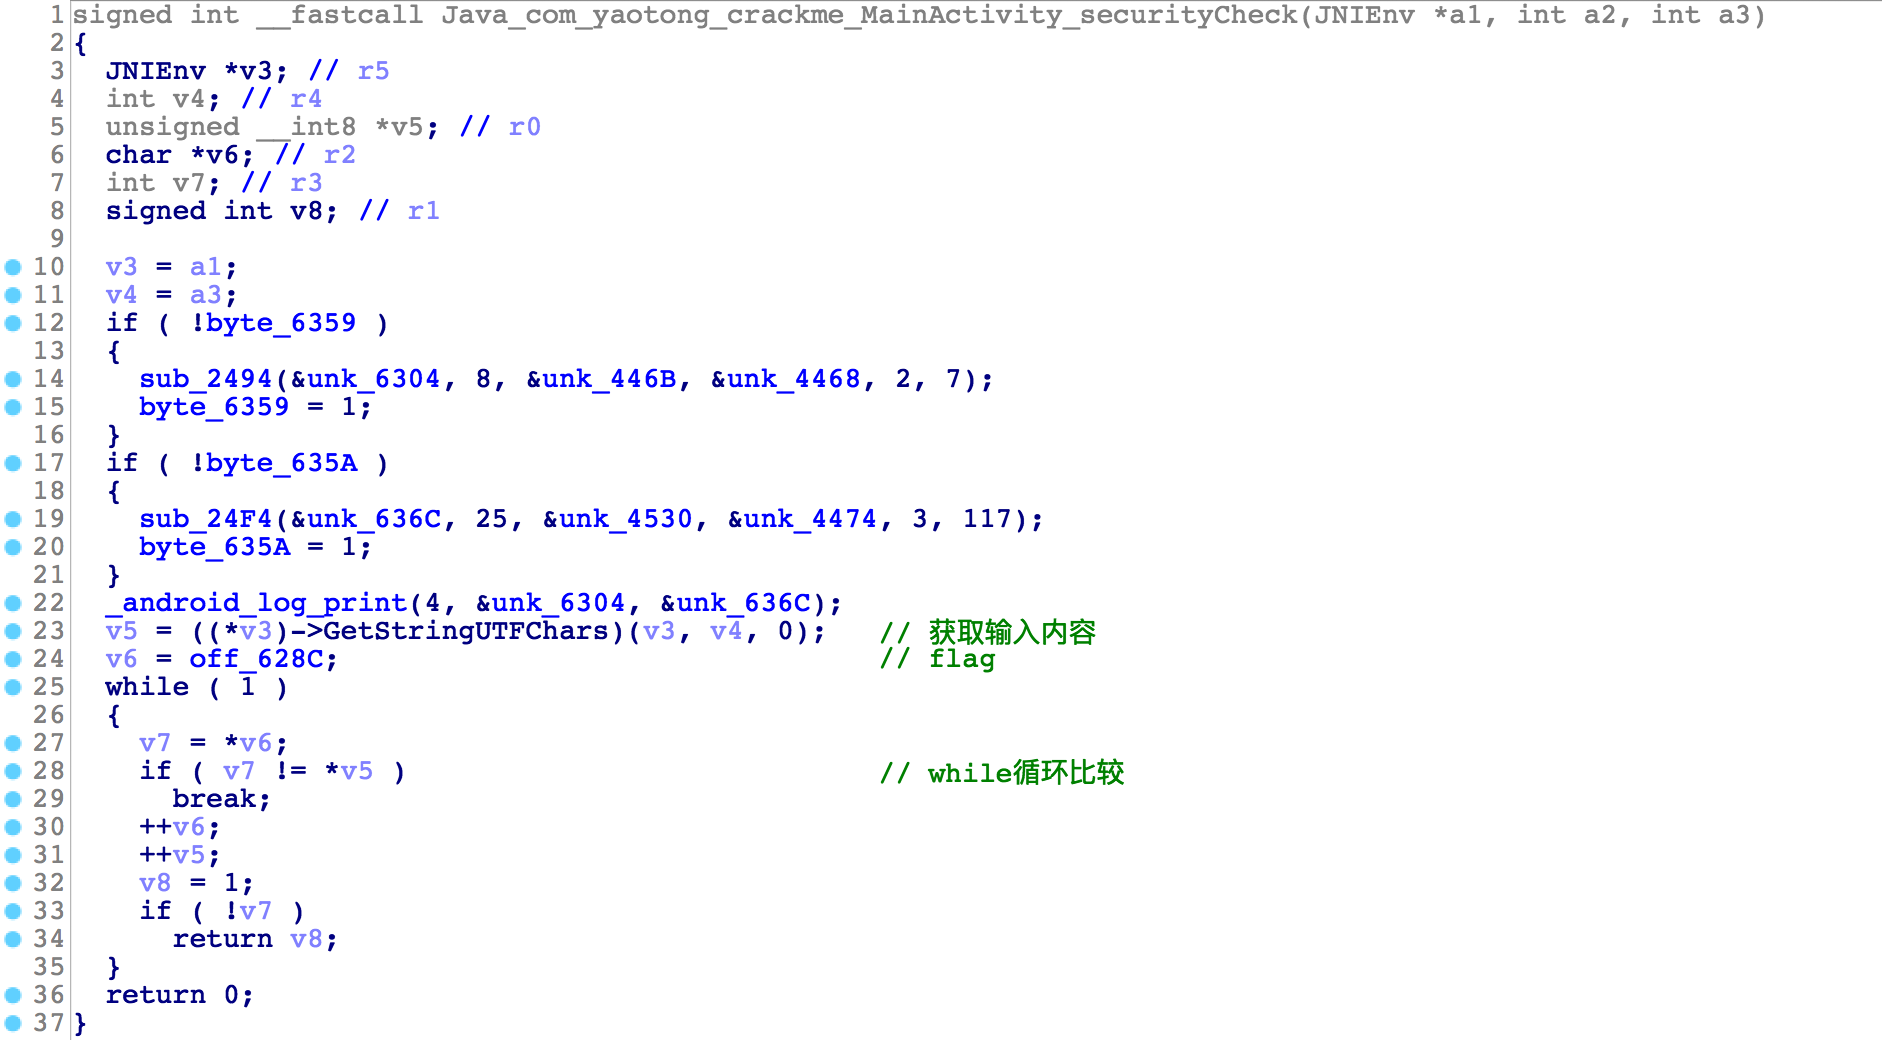 1 signed int __fastcall Java_com_yaotong_crackme_MainActivity_securityCheck(JNIEnv *a1, int a2, int a3)
2 {
3   JNIEnv *v3; // r5
4   int v4; // r4
5   unsigned __int8 *v5; // r0
6   char *v6; // r2
7   int v7; // r3
8   signed int v8; // r1
9
10   v3 = a1;
11   v4 = a3;
12   if ( !byte_6359 )
13   {
14     sub_2494(&unk_6304, 8, &unk_446B, &unk_4468, 2, 7);
15     byte_6359 = 1;
16   }
17   if ( !byte_635A )
18   {
19     sub_24F4(&unk_636C, 25, &unk_4530, &unk_4474, 3, 117);
20     byte_635A = 1;
21   }
22   _android_log_print(4, &unk_6304, &unk_636C);
23   v5 = ((*v3)->GetStringUTFChars)(v3, v4, 0);   // 获取输入内容
24   v6 = off_628C;                                // flag
25   while ( 1 )
26   {
27     v7 = *v6;
28     if ( v7 != *v5 )                            // while循环比较
29       break;
30     ++v6;
31     ++v5;
32     v8 = 1;
33     if ( !v7 )
34       return v8;
35   }
36   return 0;
37 }